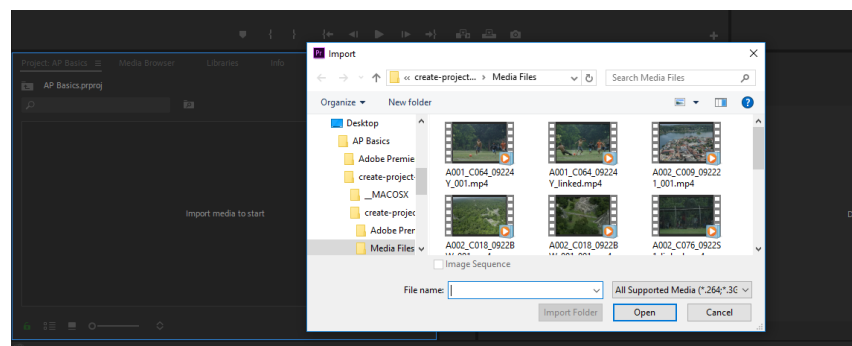 Project: AP Basics
Media Browser
Libraries
Info
AP Basics.prproj
Import media to start
Pr Import
« create-project... › Media Files
Search Media Files
Organize
New folder
Desktop
AP Basics
Adobe Premie
create-project-
__MACOSX
create-projec
Adobe Prer
Media Files
A001_C064_09224
Y_001.mp4
A001_C064_09224
Y_linked.mp4
A002_C009_09222
1_001.mp4
A002_C018_0922B
A002_C018_0922B
A002_C076_0922S
Image Sequence
File name:
All Supported Media (*.264;*.3G
Import Folder
Open
Cancel
D